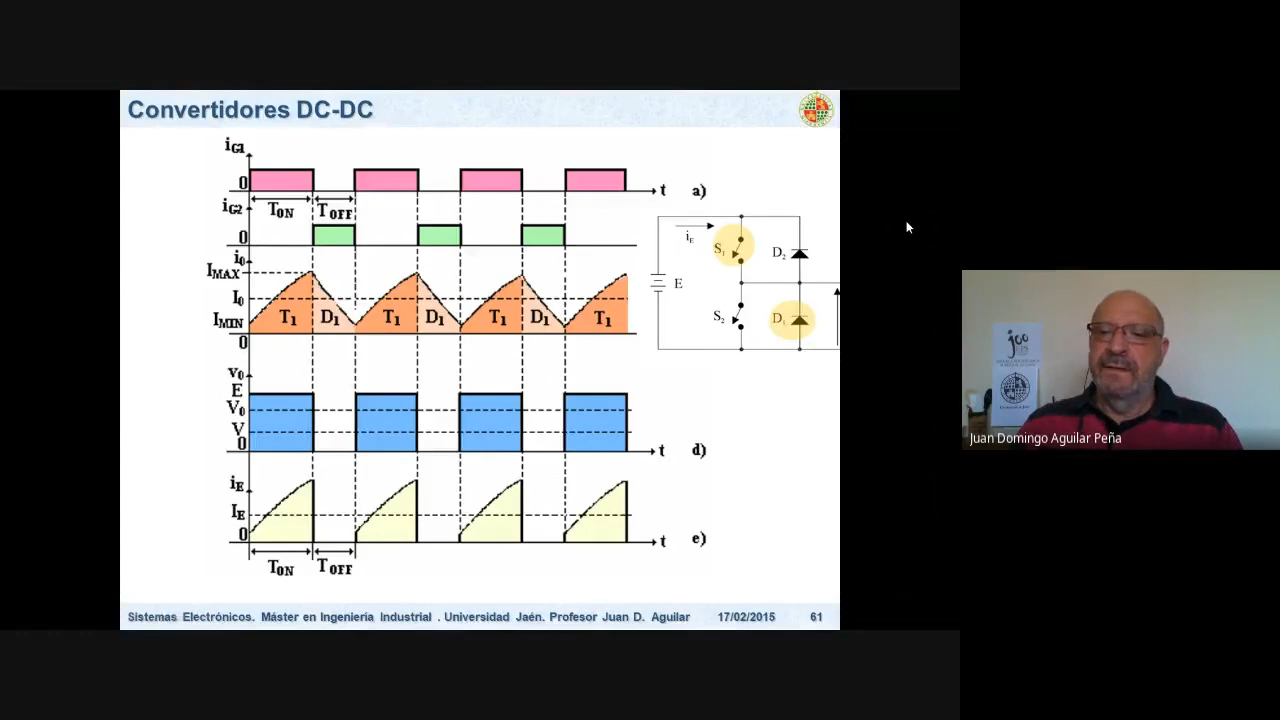 Convertidores DC-DC
iG1
0
t
a)
TON
TOFF
iG2
0
i0
IMAX
I0
IMIN
T1
D1
T1
D1
T1
D1
T1
0
v0
E
V0
V
0
t
d)
iE
IE
0
t
e)
TON
TOFF
iE
E
S1
D2
S2
D1
joo
Juan Domingo Aguilar Peña
Sistemas Electrónicos. Máster en Ingeniería Industrial . Universidad Jaén. Profesor Juan D. Aguilar
17/02/2015
61